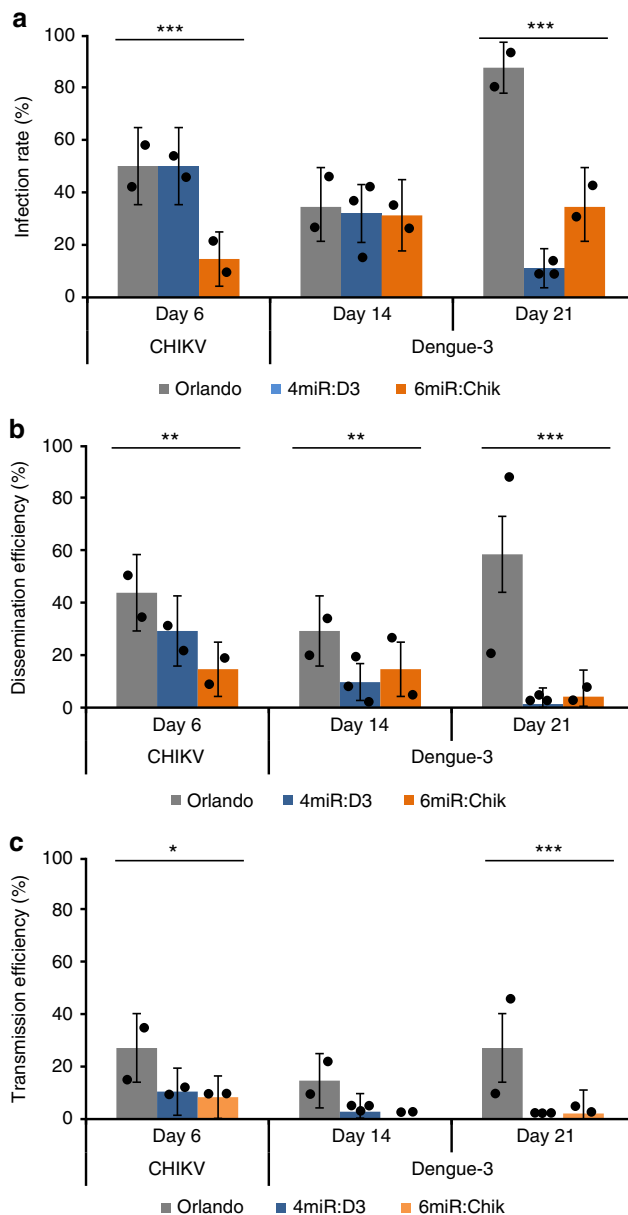 a
*** ***
100
80
60
40
20
0
Infection rate (%)
Day 6 Day 14 Day 21
CHIKV Dengue-3
Orlando 4miR:D3 6miR:Chik
b
** ** ***
100
80
60
40
20
0
Dissemination efficiency (%)
Day 6 Day 14 Day 21
CHIKV Dengue-3
Orlando 4miR:D3 6miR:Chik
c
* ***
100
80
60
40
20
0
Transmission efficiency (%)
Day 6 Day 14 Day 21
CHIKV Dengue-3
Orlando 4miR:D3 6miR:Chik